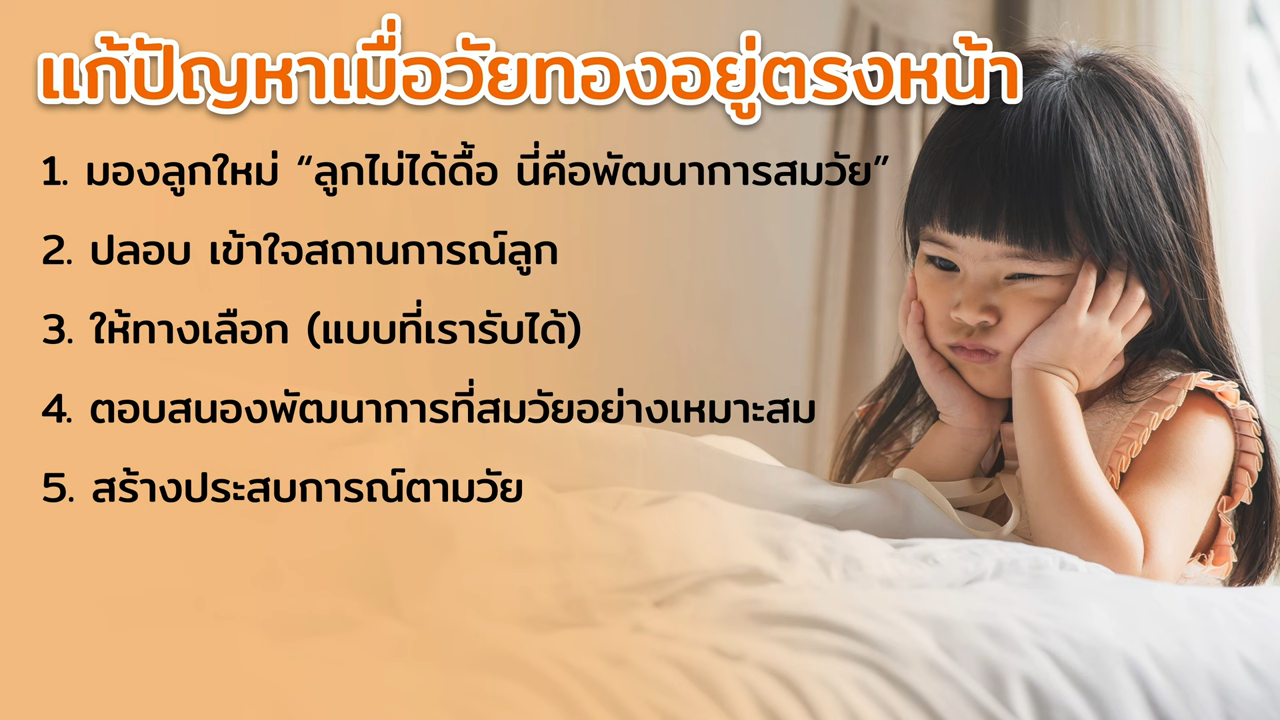 แก้ปัญหาเมื่อวัยทองอยู่ตรงหน้า
1. มองลูกใหม่ “ลูกไม่ได้ดื้อ นี่คือพัฒนาการสมวัย”
2. ปลอบ เข้าใจสถานการณ์ลูก
3. ให้ทางเลือก (แบบที่เรารับได้)
4. ตอบสนองพัฒนาการที่สมวัยอย่างเหมาะสม
5. สร้างประสบการณ์ตามวัย